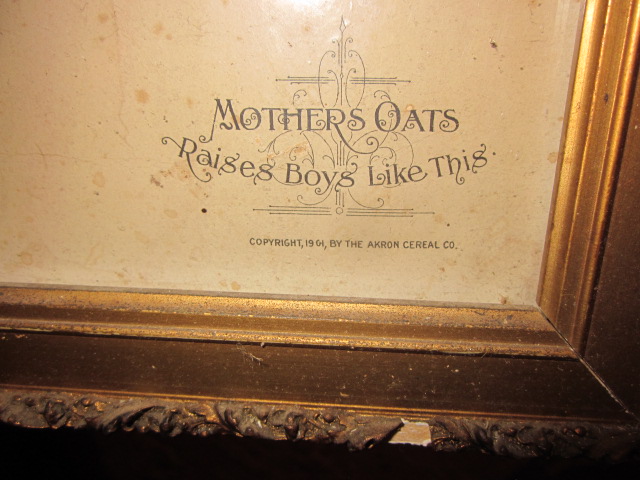 MOTHERS OATS
Raises Boys Like This.
COPYRIGHT, 1901, BY THE AKRON CEREAL CO.